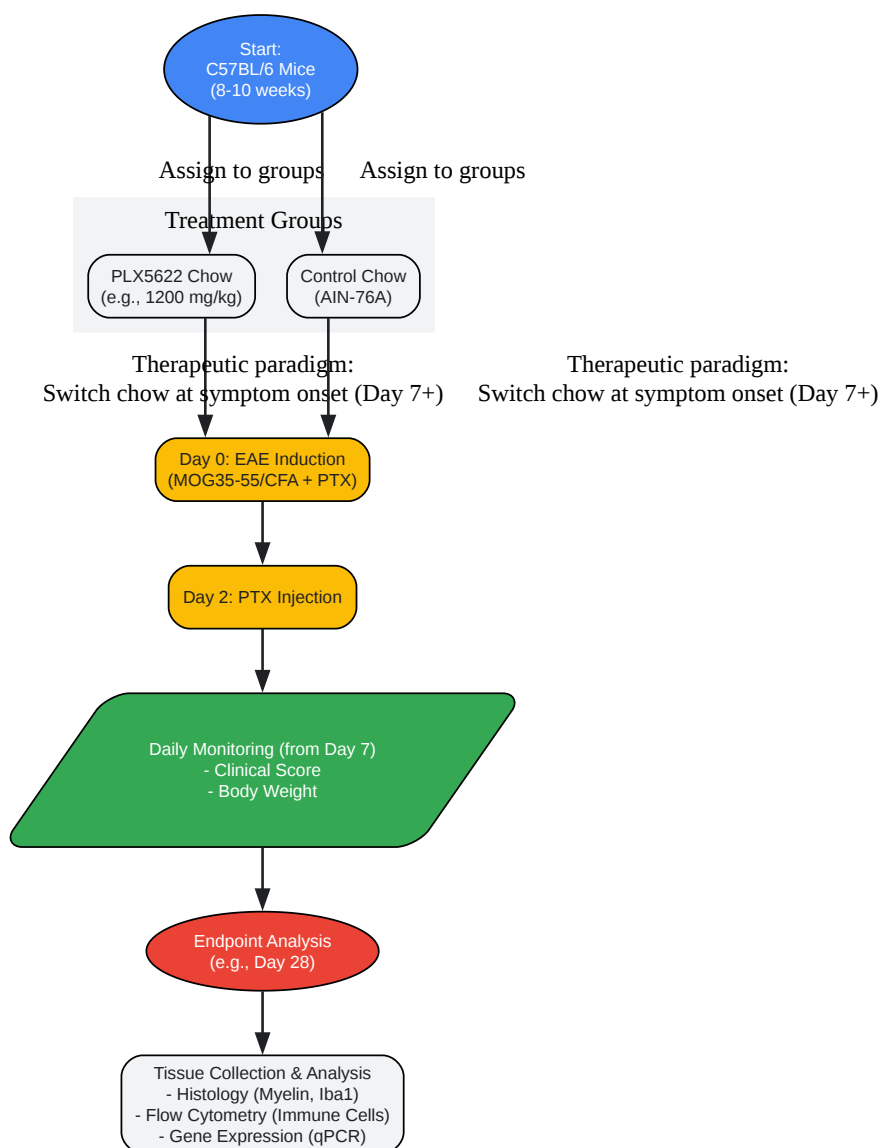 Start:
C57BL/6 Mice
(8-10 weeks)
Assign to groups
Assign to groups
Treatment Groups
PLX5622 Chow
(e.g., 1200 mg/kg)
Control Chow
(AIN-76A)
Therapeutic paradigm:
Switch chow at symptom onset (Day 7+)
Therapeutic paradigm:
Switch chow at symptom onset (Day 7+)
Day 0: EAE Induction
(MOG35-55/CFA + PTX)
Day 2: PTX Injection
Daily Monitoring (from Day 7)
- Clinical Score
- Body Weight
Endpoint Analysis
(e.g., Day 28)
Tissue Collection & Analysis
- Histology (Myelin, Iba1)
- Flow Cytometry (Immune Cells)
- Gene Expression (qPCR)